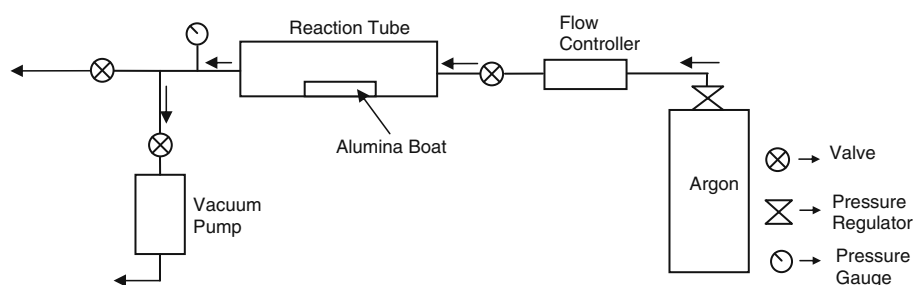 Reaction Tube
Flow
Controller
Alumina Boat
Argon
Vacuum
Pump
Valve
Pressure
Regulator
Pressure
Gauge